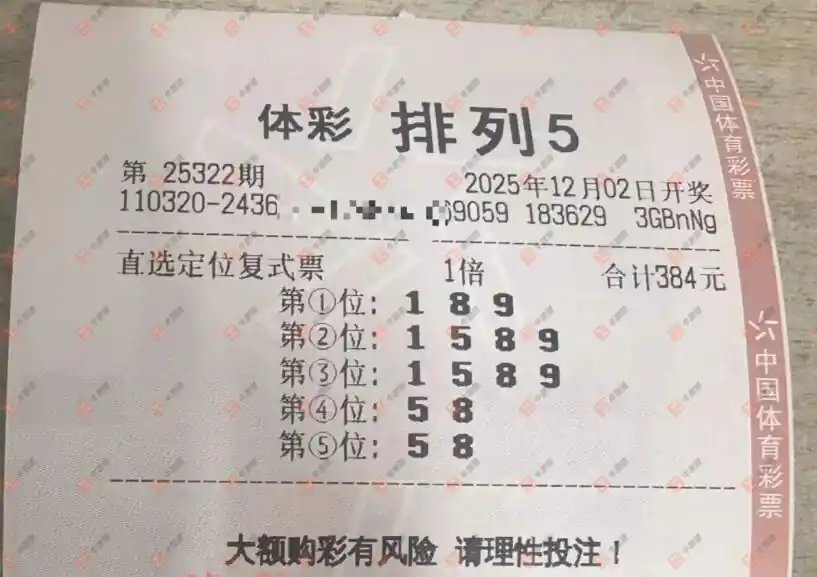 体彩 排列5
第 25322期 2025年12月02日开奖
110320-2436 69059 183629 3GBnNg
直选定位复式票 1倍 合计384元
第①位: 1 8 9
第②位: 1 5 8 9
第③位: 1 5 8 9
第④位: 5 8
第⑤位: 5 8
大额购彩有风险 请理性投注!
中国体育彩票
中国体育彩票